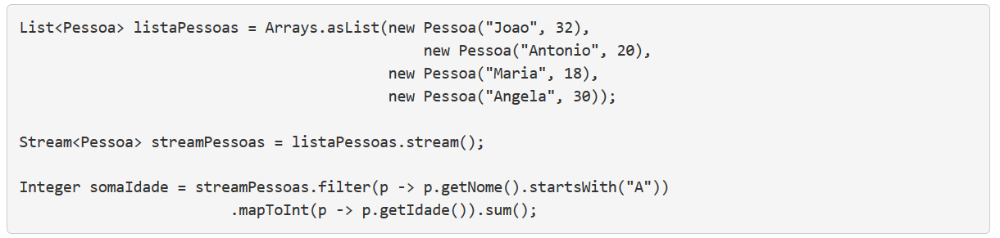 List<Pessoa> listaPessoas = Arrays.asList(new Pessoa("Joao", 32),
new Pessoa("Antonio", 20),
new Pessoa("Maria", 18),
new Pessoa("Angela", 30));
Stream<Pessoa> streamPessoas = listaPessoas.stream();
Integer somaIdade = streamPessoas.filter(p -> p.getNome().startsWith("A"))
.mapToInt(p -> p.getIdade()).sum();